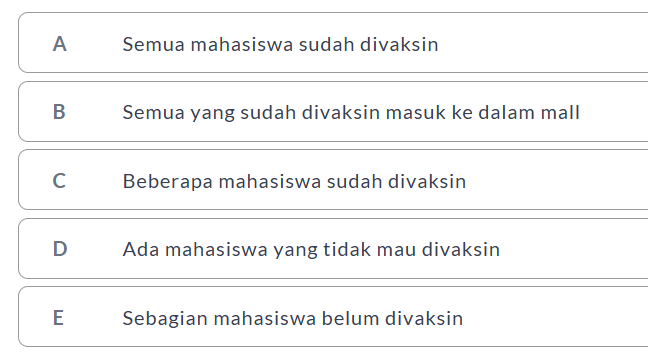 A Semua mahasiswa sudah divaksin
B Semua yang sudah divaksin masuk ke dalam mall
C Beberapa mahasiswa sudah divaksin
D Ada mahasiswa yang tidak mau divaksin
E Sebagian mahasiswa belum divaksin